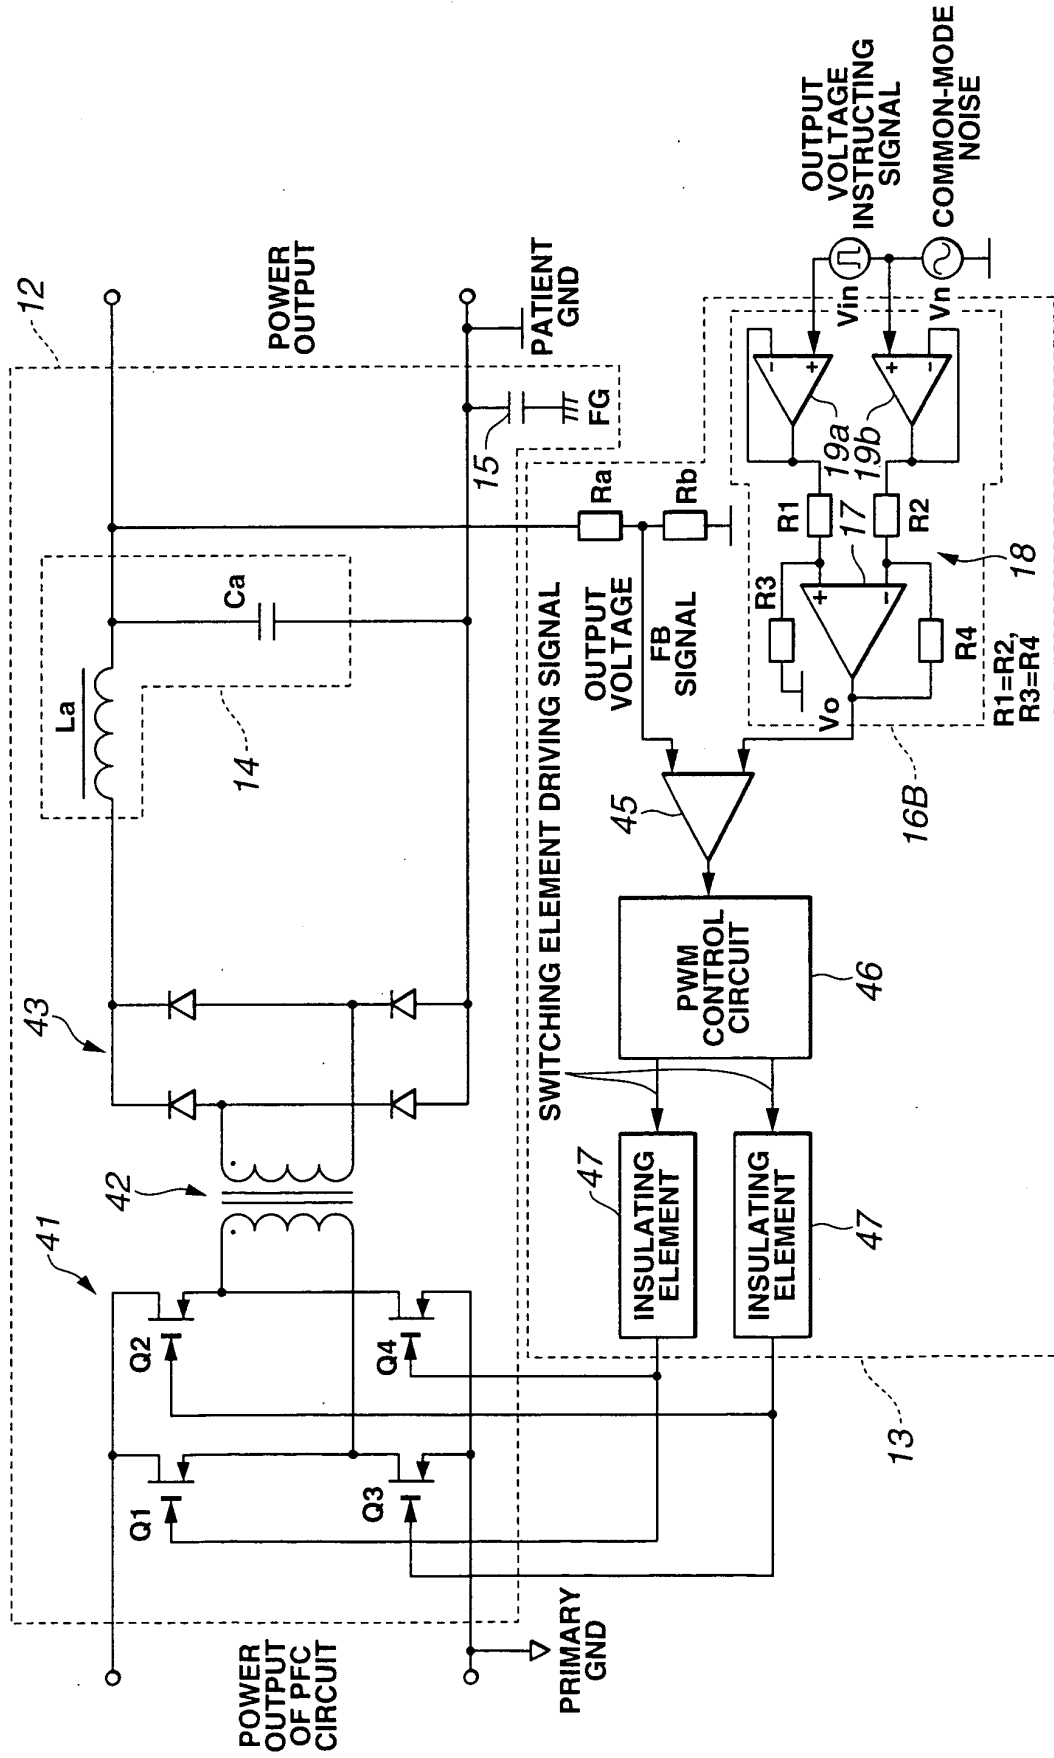 POWER
OUTPUT
OF PFC
CIRCUIT
PRIMARY
GND
41
Q1
Q2
Q3
Q4
42
43
La
14
Ca
12
POWER
OUTPUT
PATIENT
GND
15
FG
SWITCHING ELEMENT DRIVING SIGNAL
INSULATING
ELEMENT
47
INSULATING
ELEMENT
47
13
PWM
CONTROL
CIRCUIT
46
45
OUTPUT
VOLTAGE
FB
SIGNAL
Ra
Rb
Vo
16B
R3
+
−
17
R4
R1=R2,
R3=R4
R1
R2
18
19a
19b
−
+
+
−
Vin
Vn
OUTPUT
VOLTAGE
INSTRUCTING
SIGNAL
COMMON-MODE
NOISE